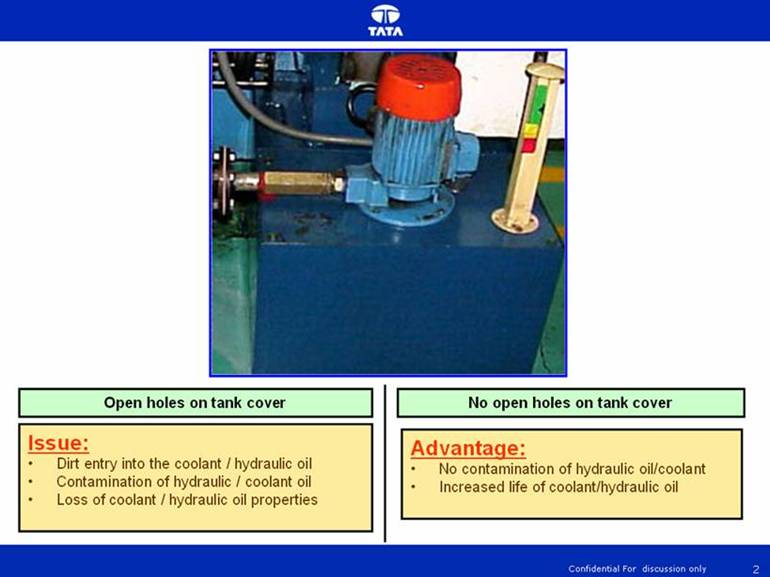 TATA
Open holes on tank cover
Issue:
• Dirt entry into the coolant / hydraulic oil
• Contamination of hydraulic / coolant oil
• Loss of coolant / hydraulic oil properties
No open holes on tank cover
Advantage:
• No contamination of hydraulic oil/coolant
• Increased life of coolant/hydraulic oil
Confidential For discussion only
2